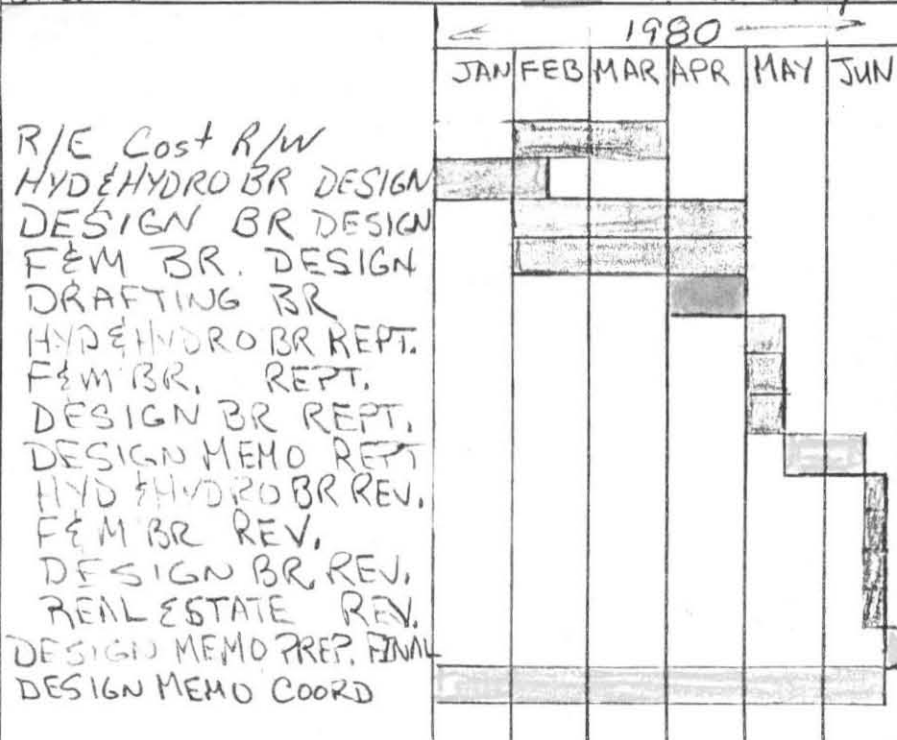 1980
JAN FEB MAR APR MAY JUN
R/E Cost R/W
HYD & HYDRO BR DESIGN
DESIGN BR DESIGN
F&M BR. DESIGN
DRAFTING BR
HYD & HYDRO BR REPT.
F&M BR. REPT.
DESIGN BR REPT.
DESIGN MEMO REPT
HYD & HYDRO BR REV.
F&M BR REV.
DESIGN BR REV.
REAL ESTATE REV.
DESIGN MEMO PREP. FINAL
DESIGN MEMO COORD